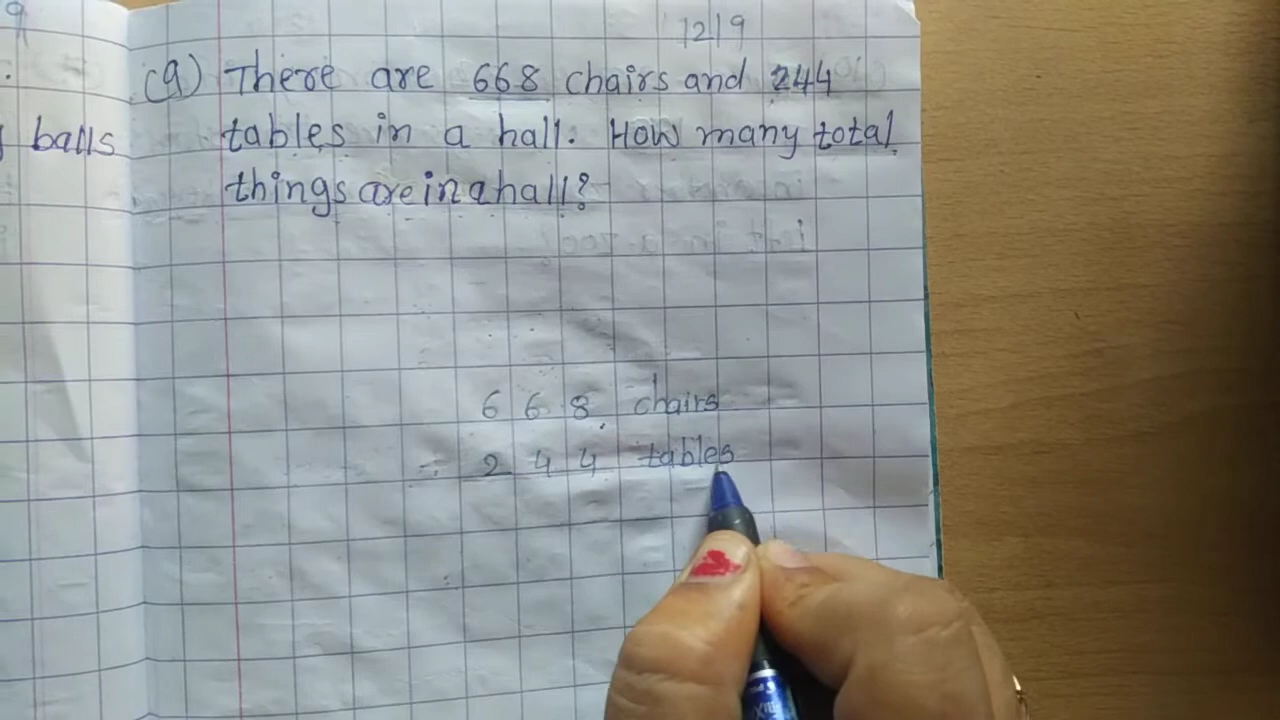 12/9
(9) There are 668 chairs and 244
balls
tables in a hall. How many total
things are in a hall?
6 6 8 chairs
2 4 4 tables